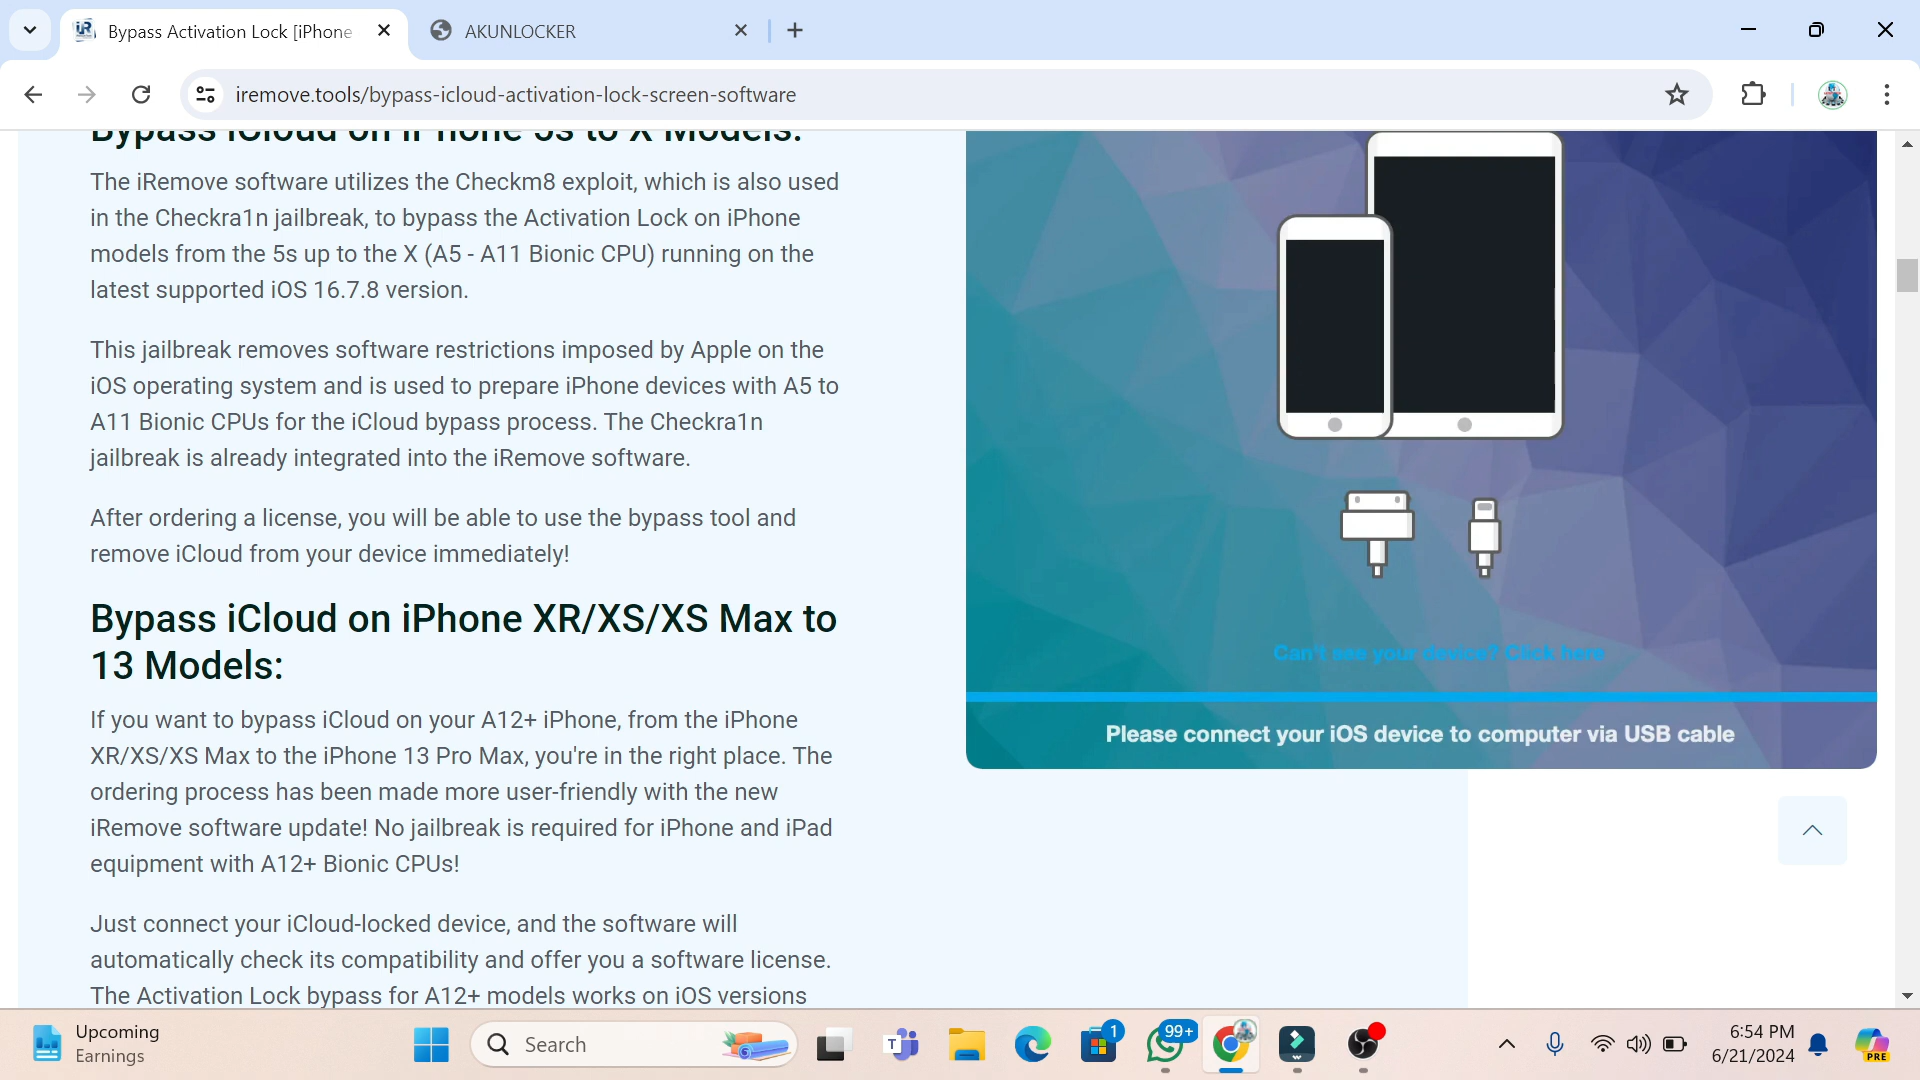 Bypass Activation Lock [iPhone
AKUNLOCKER
iremove.tools/bypass-icloud-activation-lock-screen-software
Bypass iCloud on iPhone 5s to X Models:
The iRemove software utilizes the Checkm8 exploit, which is also used
in the Checkra1n jailbreak, to bypass the Activation Lock on iPhone
models from the 5s up to the X (A5 - A11 Bionic CPU) running on the
latest supported iOS 16.7.8 version.
This jailbreak removes software restrictions imposed by Apple on the
iOS operating system and is used to prepare iPhone devices with A5 to
A11 Bionic CPUs for the iCloud bypass process. The Checkra1n
jailbreak is already integrated into the iRemove software.
After ordering a license, you will be able to use the bypass tool and
remove iCloud from your device immediately!
Bypass iCloud on iPhone XR/XS/XS Max to
13 Models:
If you want to bypass iCloud on your A12+ iPhone, from the iPhone
XR/XS/XS Max to the iPhone 13 Pro Max, you're in the right place. The
ordering process has been made more user-friendly with the new
iRemove software update! No jailbreak is required for iPhone and iPad
equipment with A12+ Bionic CPUs!
Just connect your iCloud-locked device, and the software will
automatically check its compatibility and offer you a software license.
The Activation Lock bypass for A12+ models works on iOS versions
Can't see your device? Click here
Please connect your iOS device to computer via USB cable
Upcoming
Earnings
Search
1
99+
6:54 PM
6/21/2024
PRE